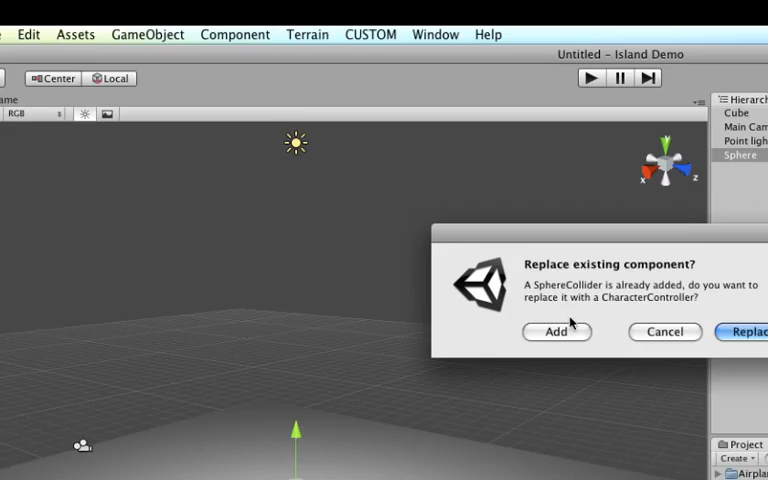 Edit Assets GameObject Component Terrain CUSTOM Window Help
Untitled - Island Demo
Center Local
ame
RGB
Hierarch
Cube
Main Cam
Point ligh
Sphere
y
x
z
Replace existing component?
A SphereCollider is already added, do you want to
replace it with a CharacterController?
Add Cancel Replac
Project
Create
Airplan